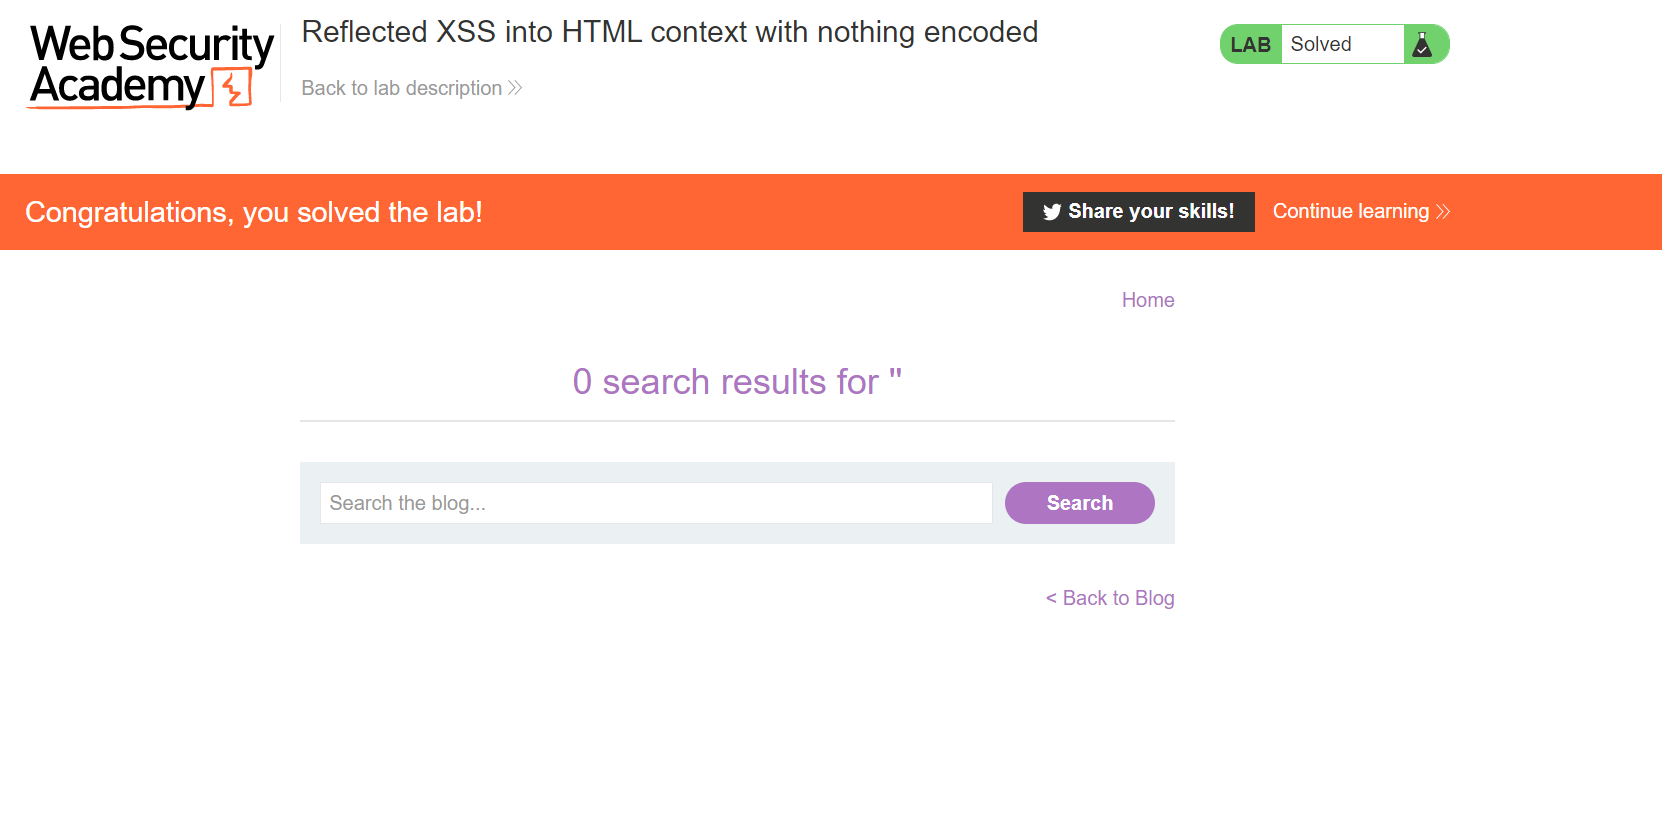 Web Security
Academy
Reflected XSS into HTML context with nothing encoded
Back to lab description
LAB Solved
Congratulations, you solved the lab!
Share your skills!
Continue learning
Home
0 search results for ''
Search the blog...
Search
< Back to Blog